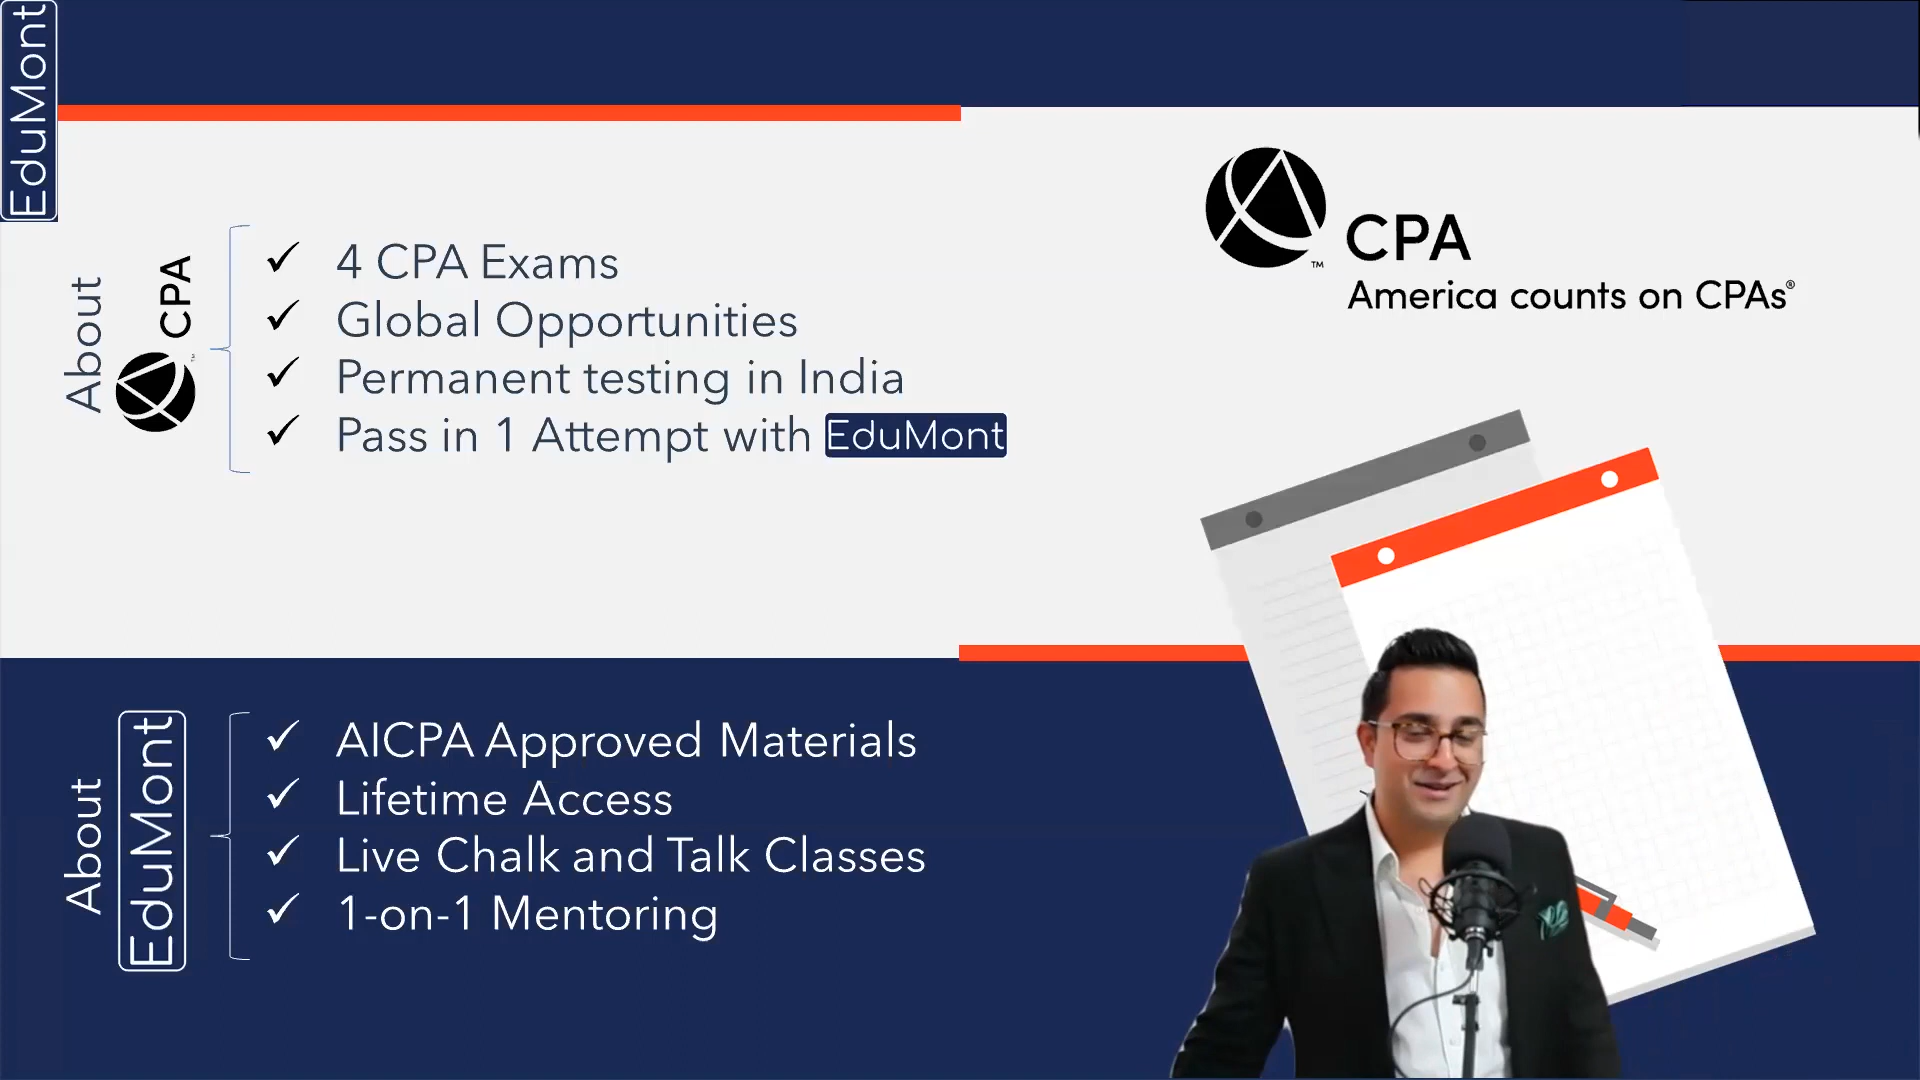 EduMont
CPA
America counts on CPAs®
About
CPA
4 CPA Exams
Global Opportunities
Permanent testing in India
Pass in 1 Attempt with EduMont
About
EduMont
AICPA Approved Materials
Lifetime Access
Live Chalk and Talk Classes
1-on-1 Mentoring